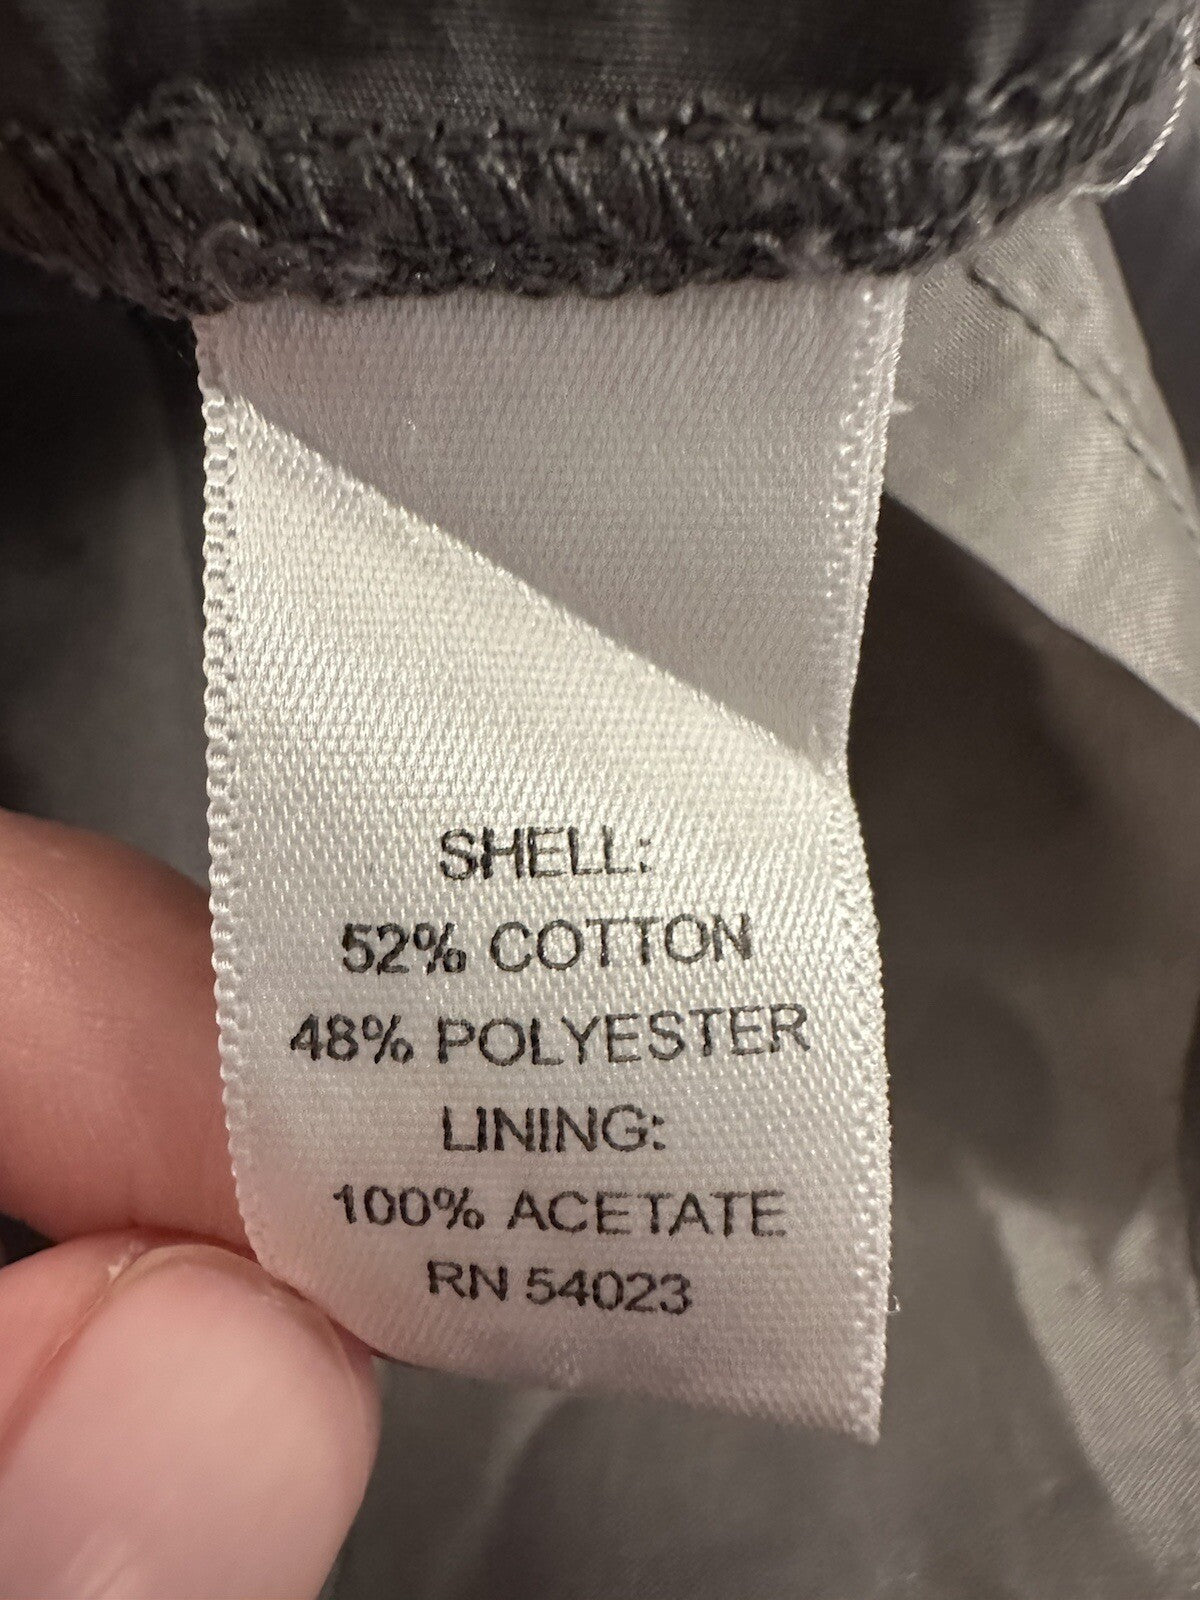 SHELL:
52% COTTON
48% POLYESTER
LINING:
100% ACETATE
RN 54023